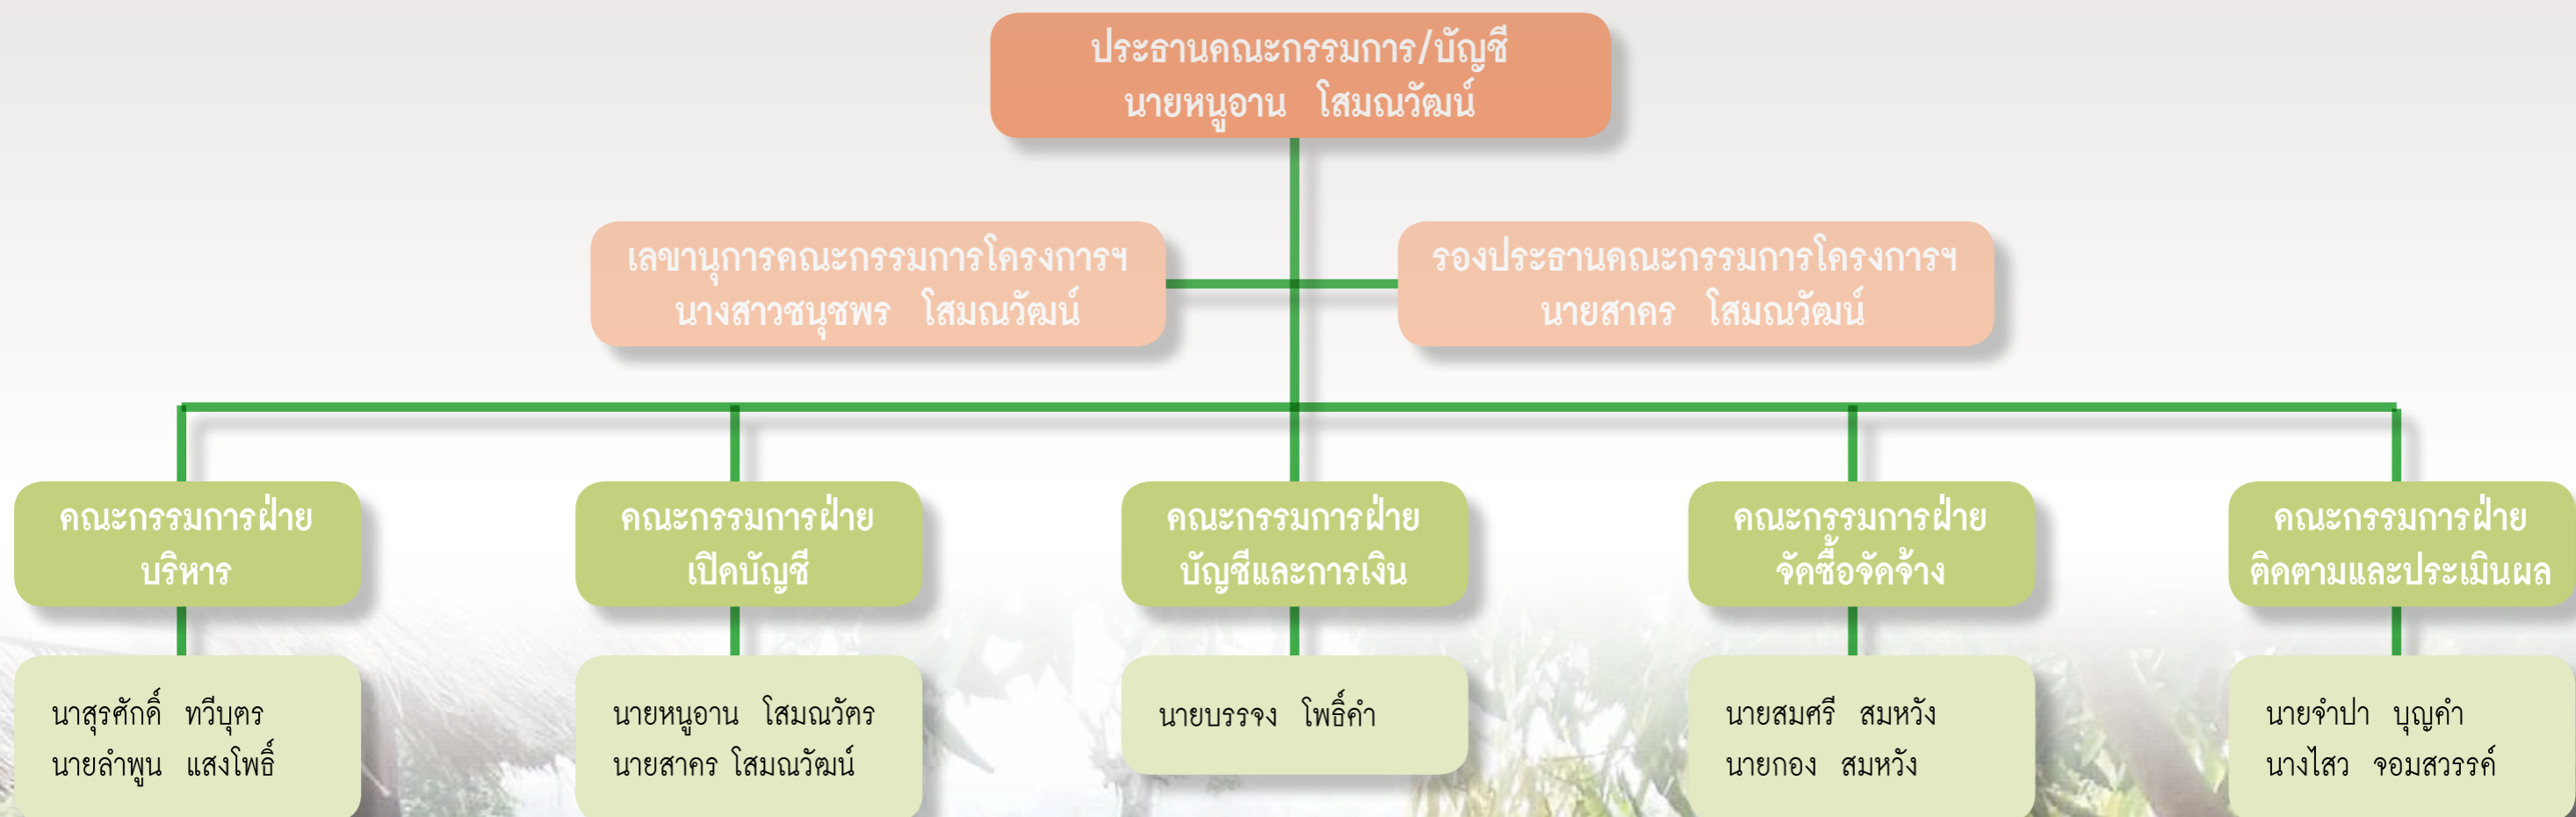 ประธานคณะกรรมการ/บัญชี
นายหนูอาน โสมณวัฒน์
เลขานุการคณะกรรมการโครงการฯ
นางสาวชนุชพร โสมณวัฒน์
รองประธานคณะกรรมการโครงการฯ
นายสาคร โสมณวัฒน์
คณะกรรมการฝ่าย
บริหาร
คณะกรรมการฝ่าย
เปิดบัญชี
คณะกรรมการฝ่าย
บัญชีและการเงิน
คณะกรรมการฝ่าย
จัดซื้อจัดจ้าง
คณะกรรมการฝ่าย
ติดตามและประเมินผล
นาสุรศักดิ์ ทวีบุตร
นายลำพูน แสงโพธิ์
นายหนูอาน โสมณวัตร
นายสาคร โสมณวัฒน์
นายบรรจง โพธิ์คำ
นายสมศรี สมหวัง
นายกอง สมหวัง
นายจำปา บุญคำ
นางไสว จอมสวรรค์